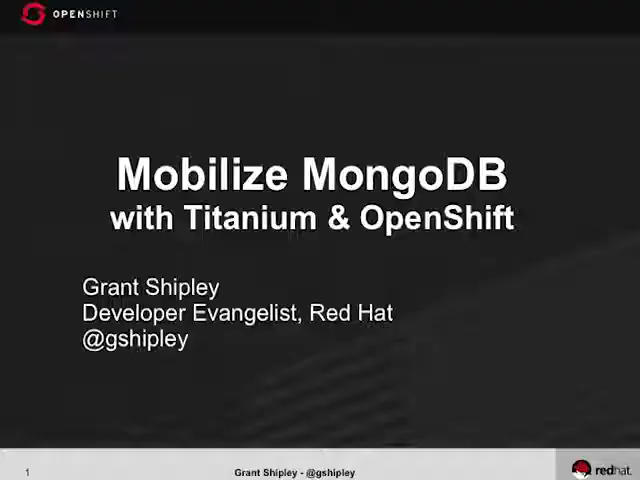 OPENSHIFT
Mobilize MongoDB
with Titanium & OpenShift
Grant Shipley
Developer Evangelist, Red Hat
@gshipley
1
Grant Shipley - @gshipley
redhat.